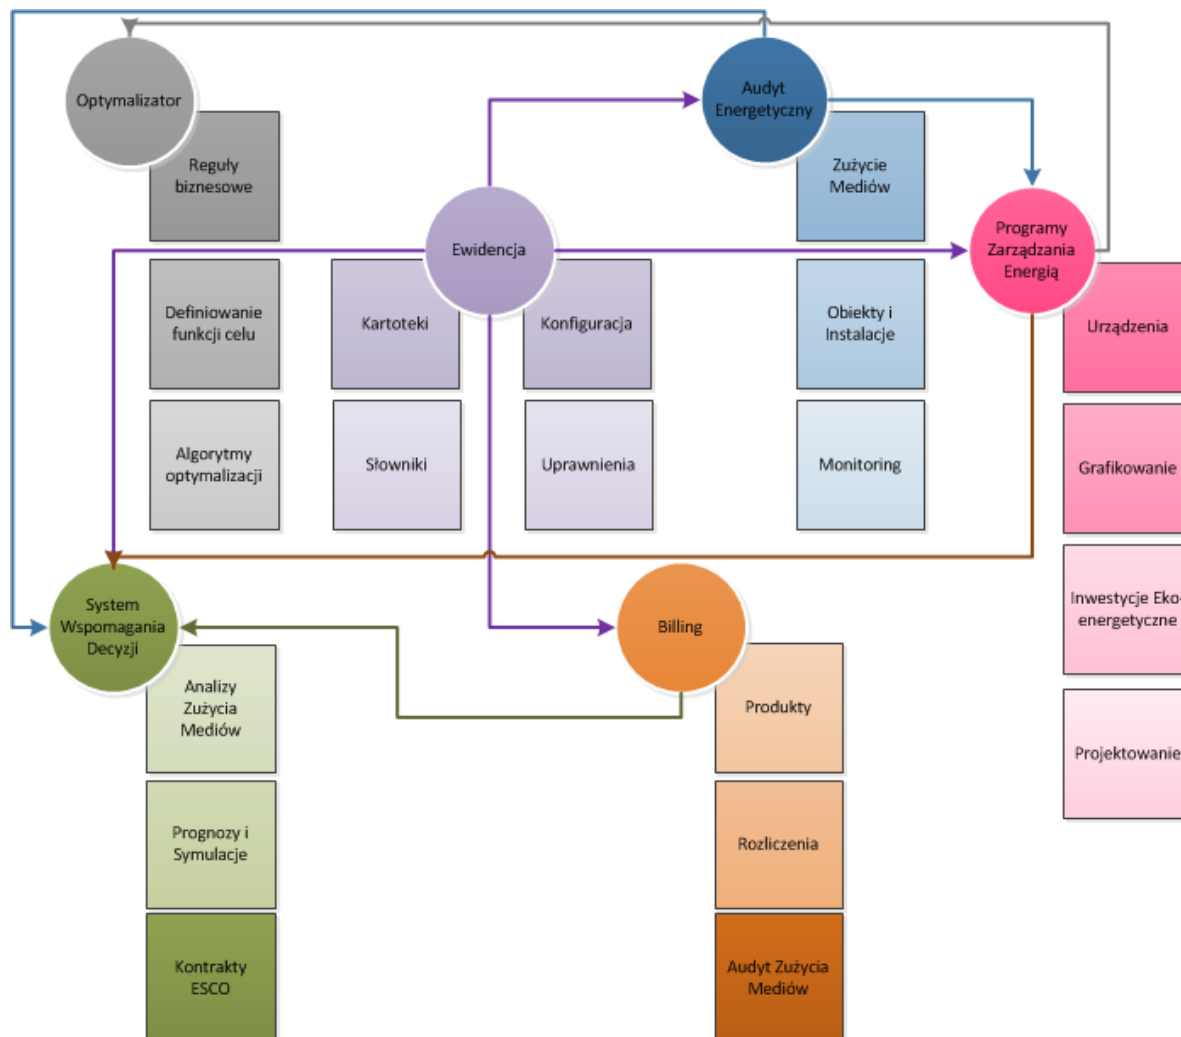 Optymalizator
Audyt
Energetyczny
Reguły
biznesowe
Zużycie
Mediów
Ewidencja
Programy
Zarządzania
Energią
Definiowanie
funkcji celu
Kartoteki
Konfiguracja
Obiekty i
Instalacje
Urządzenia
Algorytmy
optymalizacji
Słowniki
Uprawnienia
Monitoring
Grafikowanie
System
Wspomagania
Decyzji
Billing
Inwestycje Eko-
energetyczne
Analizy
Zużycia
Mediów
Produkty
Projektowanie
Prognozy i
Symulacje
Rozliczenia
Kontrakty
ESCO
Audyt Zużycia
Mediów